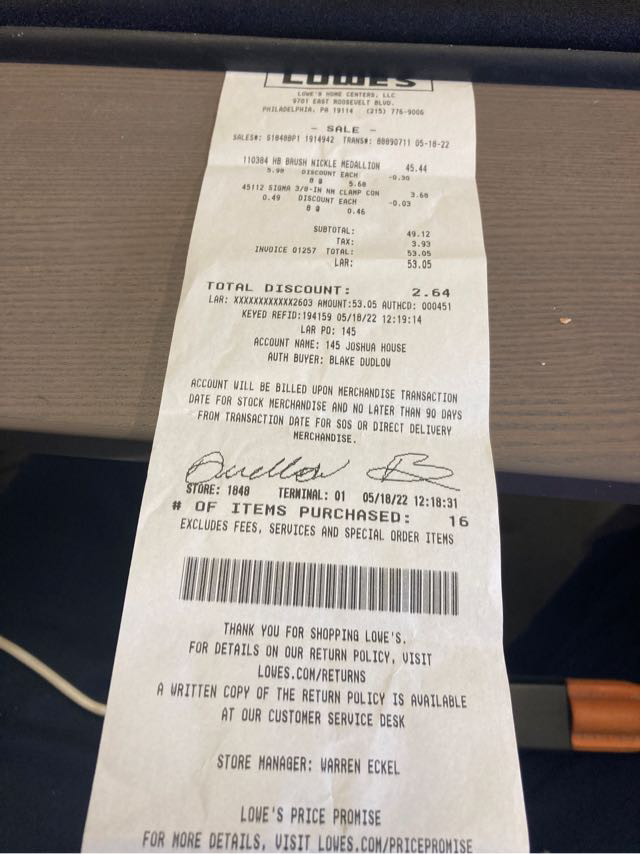 LOWE'S
LOWE'S HOME CENTERS, LLC
9701 EAST ROOSEVELT BLVD.
PHILADELPHIA, PA 19114 (215) 776-9006
- SALE -
SALES#: S1848BP1 1914942 TRANS#: 88890711 05-18-22
110384 HB BRUSH NICKLE MEDALLION 45.44
5.98 DISCOUNT EACH -0.30
8 @ 5.68
45112 SIGMA 3/8-IN NM CLAMP CON 3.68
0.49 DISCOUNT EACH -0.03
8 @ 0.46
SUBTOTAL: 49.12
TAX: 3.93
INVOICE 01257 TOTAL: 53.05
LAR: 53.05
TOTAL DISCOUNT: 2.64
LAR: XXXXXXXXXXXX2603 AMOUNT:53.05 AUTHCD: 000451
KEYED REFID:194159 05/18/22 12:19:14
LAR PO: 145
ACCOUNT NAME: 145 JOSHUA HOUSE
AUTH BUYER: BLAKE DUDLOW
ACCOUNT WILL BE BILLED UPON MERCHANDISE TRANSACTION
DATE FOR STOCK MERCHANDISE AND NO LATER THAN 90 DAYS
FROM TRANSACTION DATE FOR SOS OR DIRECT DELIVERY
MERCHANDISE.
STORE: 1848 TERMINAL: 01 05/18/22 12:18:31
# OF ITEMS PURCHASED: 16
EXCLUDES FEES, SERVICES AND SPECIAL ORDER ITEMS
THANK YOU FOR SHOPPING LOWE'S.
FOR DETAILS ON OUR RETURN POLICY, VISIT
LOWES.COM/RETURNS
A WRITTEN COPY OF THE RETURN POLICY IS AVAILABLE
AT OUR CUSTOMER SERVICE DESK
STORE MANAGER: WARREN ECKEL
LOWE'S PRICE PROMISE
FOR MORE DETAILS, VISIT LOWES.COM/PRICEPROMISE